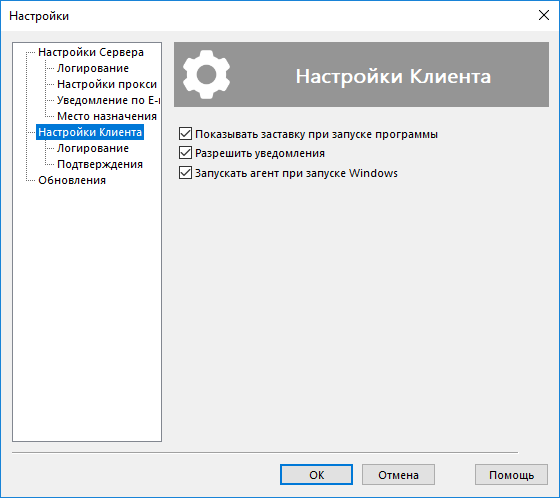 Настройки
Настройки Сервера
Логирование
Настройки прокси
Уведомление по E-
Место назначения
Настройки Клиента
Логирование
Подтверждения
Обновления
Настройки Клиента
Показывать заставку при запуске программы
Разрешить уведомления
Запускать агент при запуске Windows
OK
Отмена
Помощь